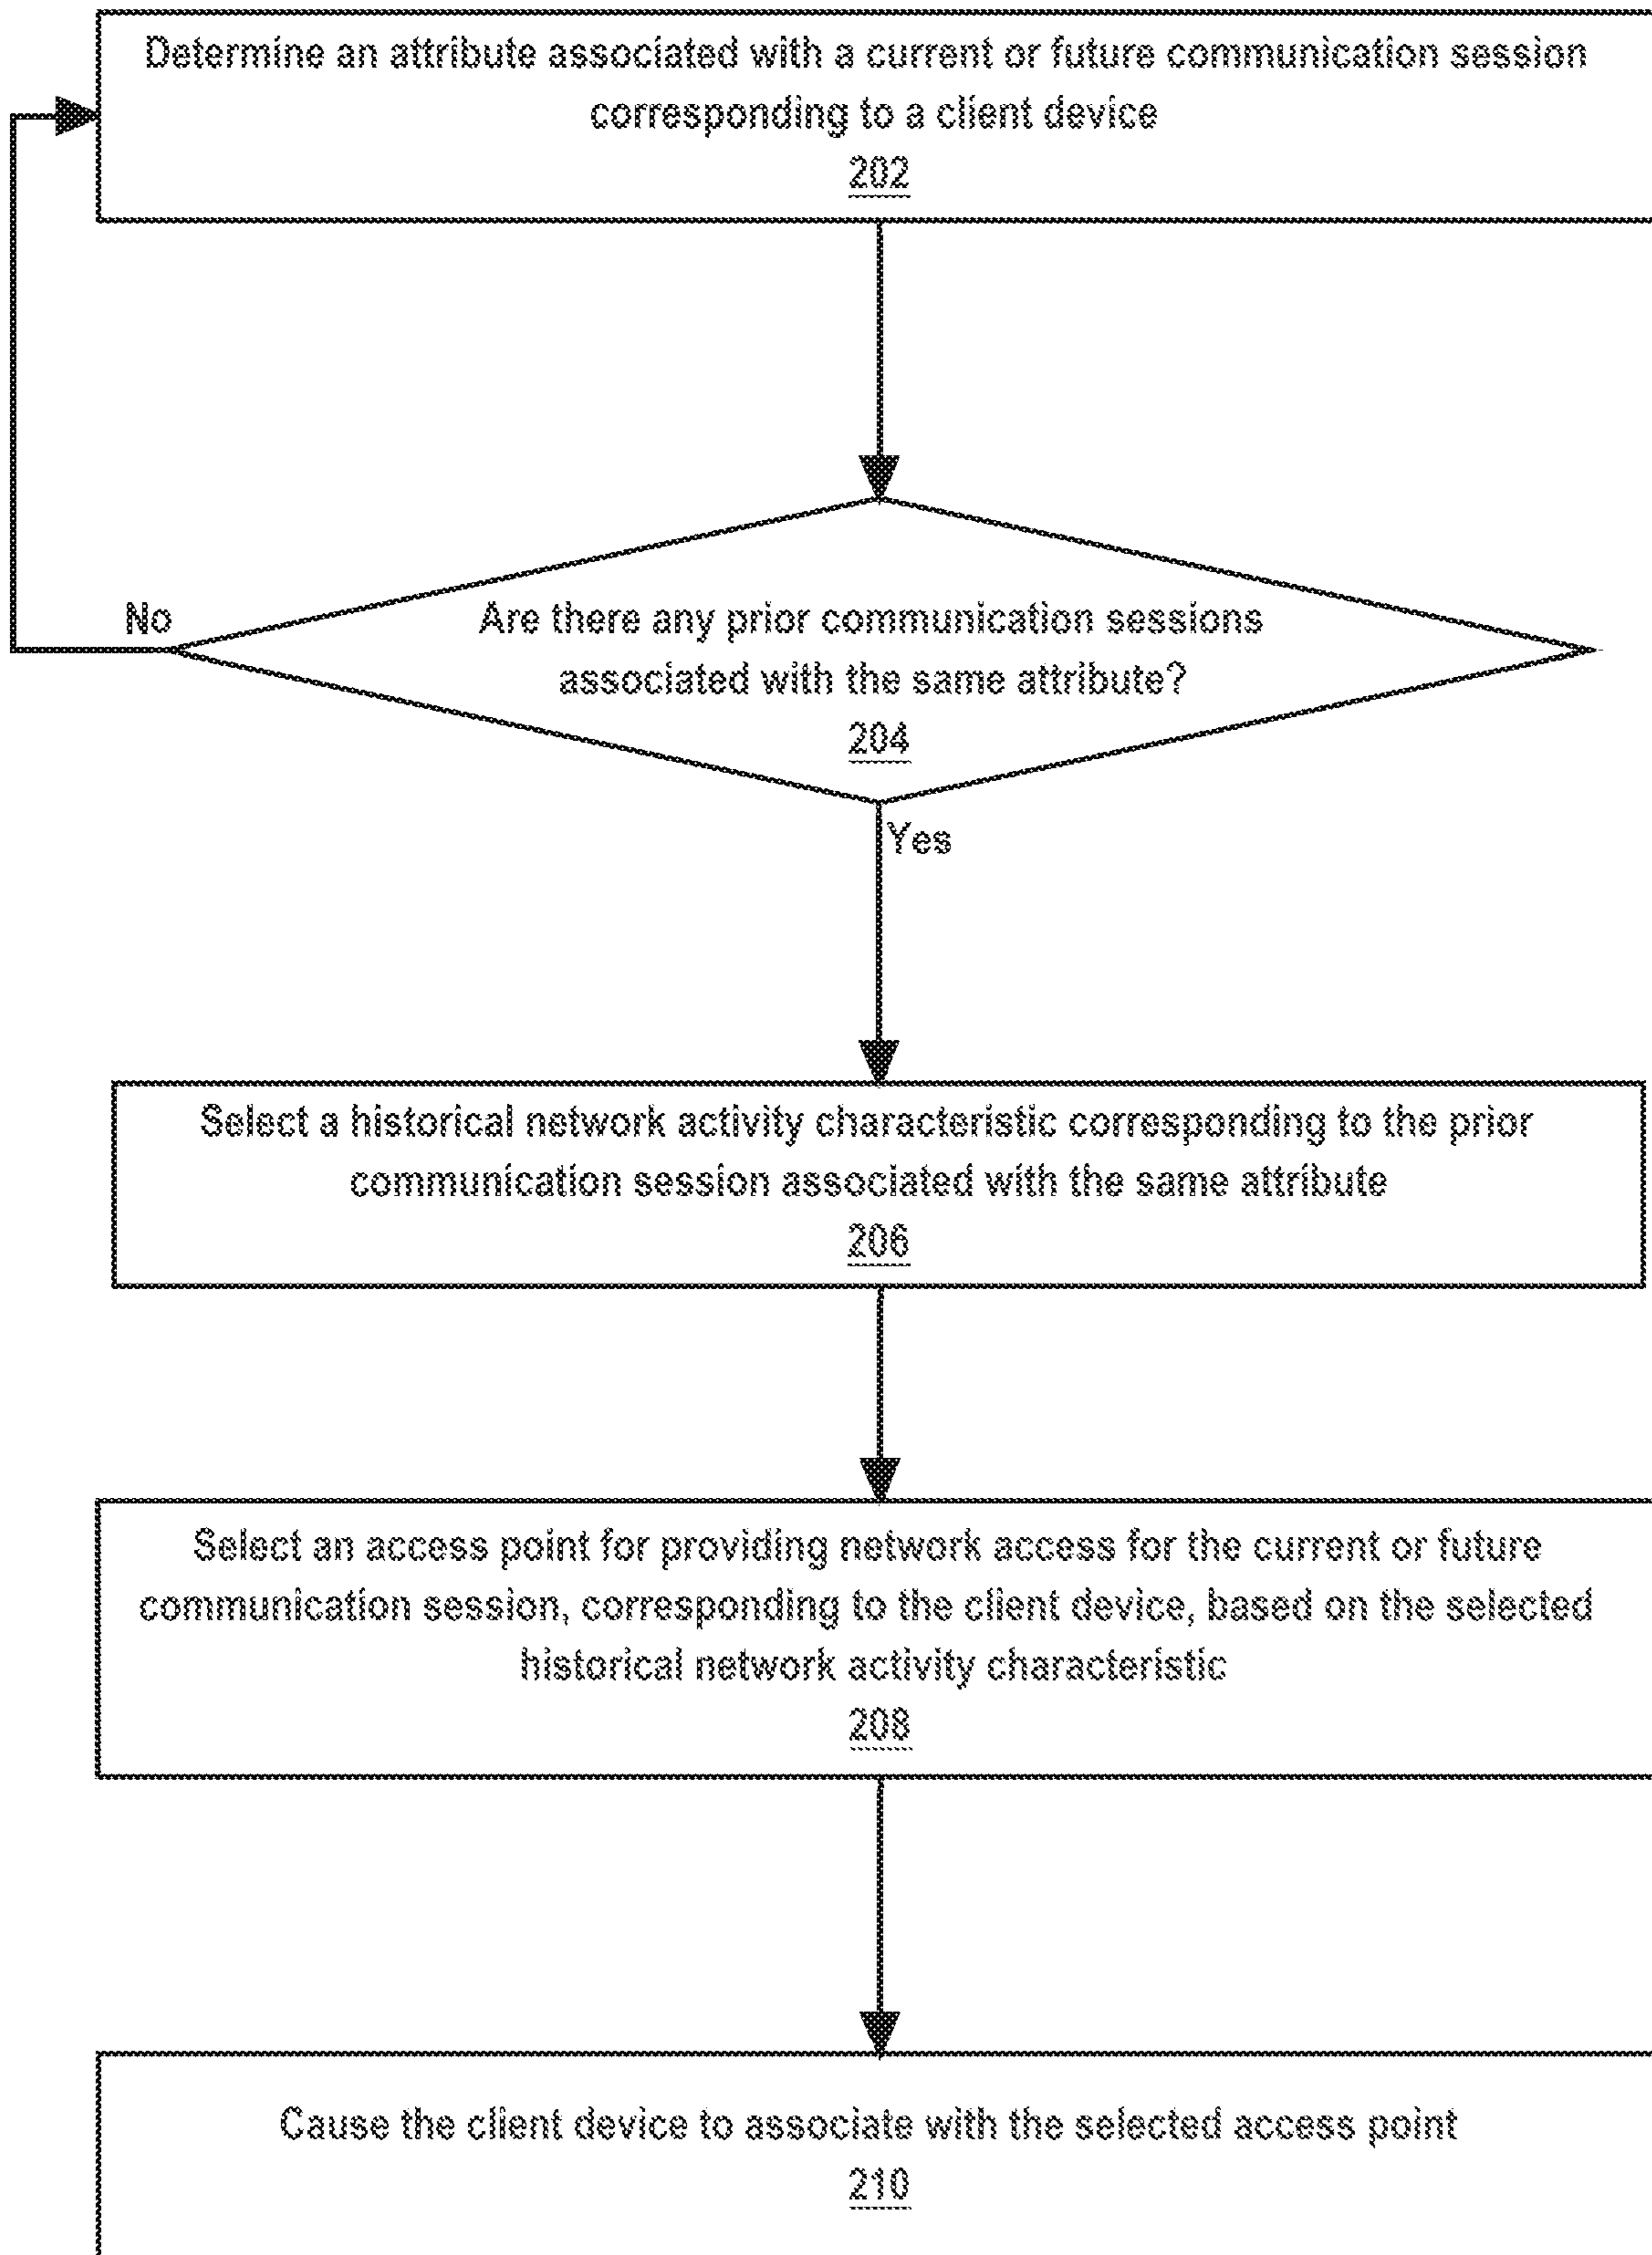 Determine an attribute associated with a current or future communication session
corresponding to a client device
202
No
Are there any prior communication sessions
associated with the same attribute?
204
Yes
Select a historical network activity characteristic corresponding to the prior
communication session associated with the same attribute
206
Select an access point for providing network access for the current or future
communication session, corresponding to the client device, based on the selected
historical network activity characteristic
208
Cause the client device to associate with the selected access point
210